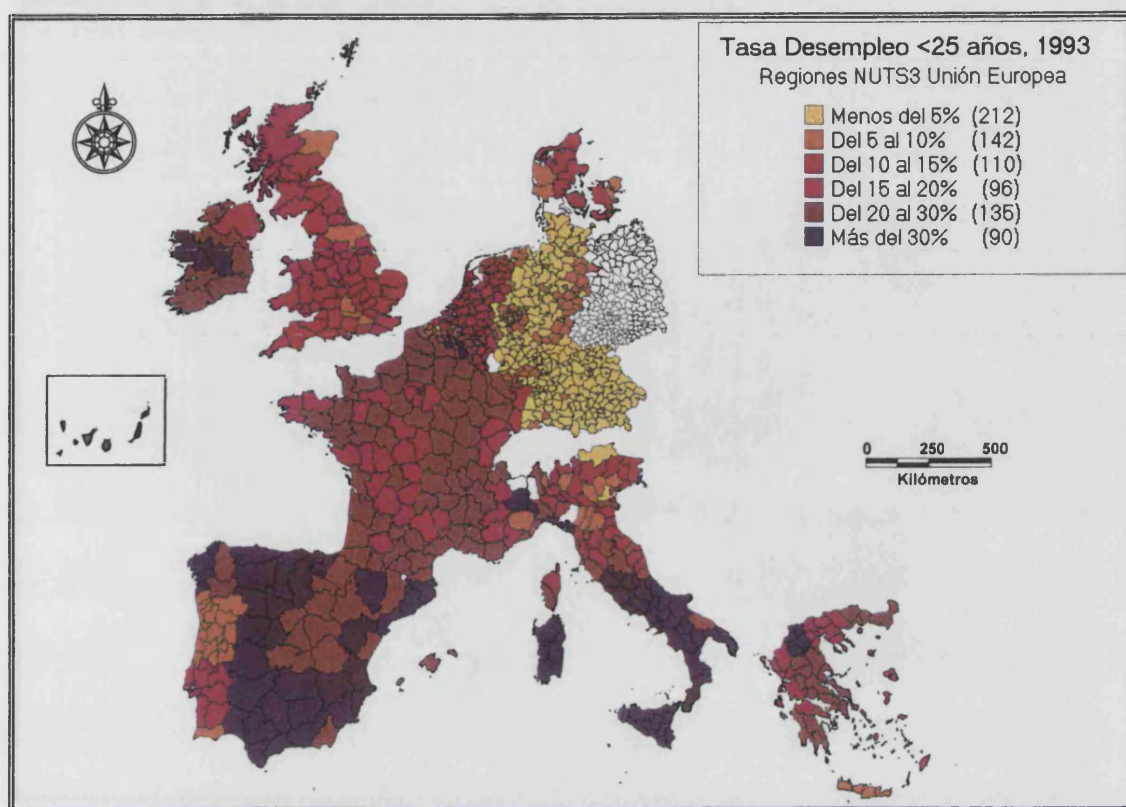 Tasa Desempleo <25 años, 1993
Regiones NUTS3 Unión Europea
Menos del 5% (212)
Del 5 al 10% (142)
Del 10 al 15% (110)
Del 15 al 20% (96)
Del 20 al 30% (135)
Más del 30% (90)
0 250 500
Kilómetros